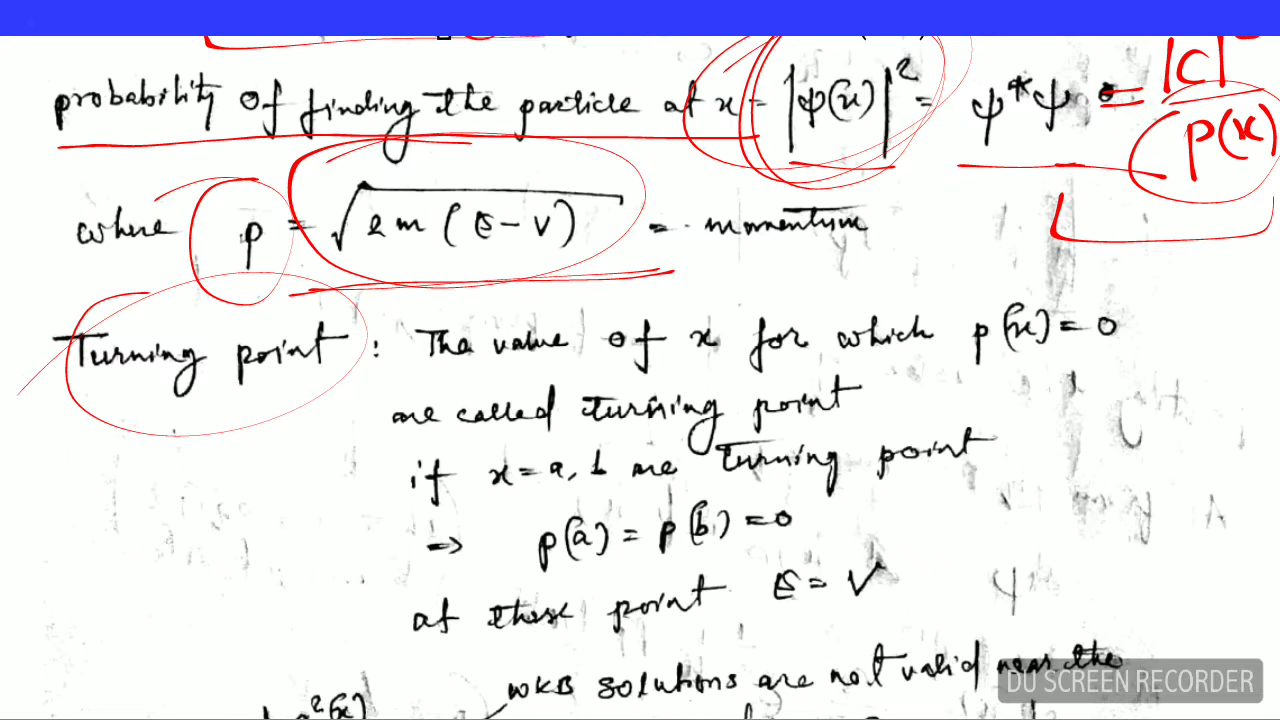 probability of finding the particle at x = |ψ(x)|² = ψ*ψ = |C|² / p(x)
where p = √2m(E-V) = momentum
Turning point : The value of x for which p(x) = 0
are called turning point
if x = a, b are turning point
⇒ p(a) = p(b) = 0
at these point E = V
WKB solutions are not valid near the
DU SCREEN RECORDER